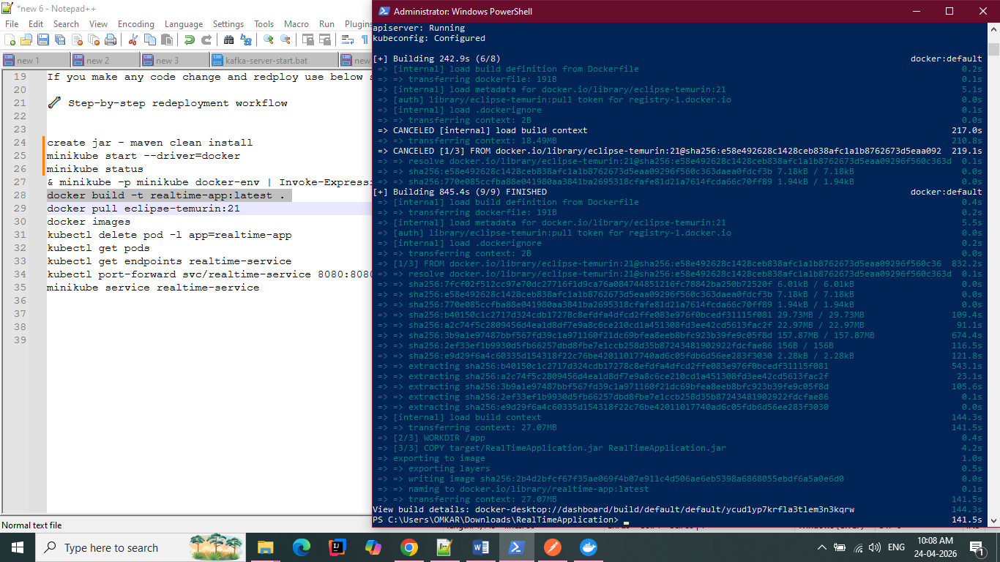 *new 6 - Notepad++
File Edit Search View Encoding Language Settings Tools Macro Run Plugins
new 1 new 2 new 3 kafka-server-start.bat new
19 If you make any code change and redploy use below s
20
21 Step-by-step redeployment workflow
22
23
24 create jar - maven clean install
25 minikube start --driver=docker
26 minikube status
27 & minikube -p minikube docker-env | Invoke-Expressi
28 docker build -t realtime-app:latest .
29 docker pull eclipse-temurin:21
30 docker images
31 kubectl delete pod -l app=realtime-app
32 kubectl get pods
33 kubectl get endpoints realtime-service
34 kubectl port-forward svc/realtime-service 8080:8080
35 minikube service realtime-service
36
37
38
39
Normal text file
Administrator: Windows PowerShell
apiserver: Running
kubeconfig: Configured
[+] Building 242.9s (6/8) docker:default
=> [internal] load build definition from Dockerfile 0.2s
=> => transferring dockerfile: 191B 0.2s
=> [internal] load metadata for docker.io/library/eclipse-temurin:21 5.1s
=> [auth] library/eclipse-temurin:pull token for registry-1.docker.io 0.0s
=> [internal] load .dockerignore 0.1s
=> => transferring context: 2B 0.0s
=> CANCELED [internal] load build context 217.0s
=> => transferring context: 18.49MB 210.8s
=> CANCELED [1/3] FROM docker.io/library/eclipse-temurin:21@sha256:e58e492628c1428ceb838afc1a1b8762673d5eaa092 219.1s
=> => resolve docker.io/library/eclipse-temurin:21@sha256:e58e492628c1428ceb838afc1a1b8762673d5eaa09296f560c363d 0.1s
=> => sha256:e58e492628c1428ceb838afc1a1b8762673d5eaa09296f560c363daea0fdcf3b 7.18kB / 7.18kB 0.0s
=> => sha256:770e085ccfba88e041980aa3841ba2695318cfafe81d21a7614fcda66c70ff89 1.94kB / 1.94kB 0.0s
[+] Building 845.4s (9/9) FINISHED docker:default
=> [internal] load build definition from Dockerfile 0.4s
=> => transferring dockerfile: 191B 0.2s
=> [internal] load metadata for docker.io/library/eclipse-temurin:21 5.5s
=> [auth] library/eclipse-temurin:pull token for registry-1.docker.io 0.0s
=> [internal] load .dockerignore 0.2s
=> => transferring context: 2B 0.0s
=> [1/3] FROM docker.io/library/eclipse-temurin:21@sha256:e58e492628c1428ceb838afc1a1b8762673d5eaa09296f560c36 832.2s
=> => resolve docker.io/library/eclipse-temurin:21@sha256:e58e492628c1428ceb838afc1a1b8762673d5eaa09296f560c363d 0.1s
=> => sha256:7fcf02f512cc97e70dc27716f1d9ca76a084744851216fc78842ba250b72520f 6.01kB / 6.01kB 0.0s
=> => sha256:e58e492628c1428ceb838afc1a1b8762673d5eaa09296f560c363daea0fdcf3b 7.18kB / 7.18kB 0.0s
=> => sha256:770e085ccfba88e041980aa3841ba2695318cfafe81d21a7614fcda66c70ff89 1.94kB / 1.94kB 0.0s
=> => sha256:b40150c1c2717d324cdb17278c8efdfa4dfcd2ffe083e976f0bcedf31115f081 29.73MB / 29.73MB 109.4s
=> => sha256:a2c74f5c2809456d4ea1d8df7e9a8c6ce210cd1a451308fd3ee42cd5613fac2f 22.97MB / 22.97MB 91.1s
=> => sha256:3b9a1e97487bbf567fd39c1a971160f21dc69bfea8eeb8bfc923b39fe9c05f8d 157.87MB / 157.87MB 674.4s
=> => sha256:2ef33ef1b9930d5fb66257dbd8fbe7e1ccb258d35b87243481902922fdcfae86 156B / 156B 116.5s
=> => sha256:e9d29f6a4c60335d154318f22c76be42011017740ad6c05fdb6d56ee283f3030 2.28kB / 2.28kB 121.8s
=> => extracting sha256:b40150c1c2717d324cdb17278c8efdfa4dfcd2ffe083e976f0bcedf31115f081 543.1s
=> => extracting sha256:a2c74f5c2809456d4ea1d8df7e9a8c6ce210cd1a451308fd3ee42cd5613fac2f 23.1s
=> => extracting sha256:3b9a1e97487bbf567fd39c1a971160f21dc69bfea8eeb8bfc923b39fe9c05f8d 105.6s
=> => extracting sha256:2ef33ef1b9930d5fb66257dbd8fbe7e1ccb258d35b87243481902922fdcfae86 0.1s
=> => extracting sha256:e9d29f6a4c60335d154318f22c76be42011017740ad6c05fdb6d56ee283f3030 0.0s
=> [internal] load build context 144.3s
=> => transferring context: 27.07MB 141.5s
=> [2/3] WORKDIR /app 0.4s
=> [3/3] COPY target/RealTimeApplication.jar RealTimeApplication.jar 4.2s
=> exporting to image 1.0s
=> => exporting layers 0.5s
=> => writing image sha256:2b4d2bfcf67f35ae069f4b07e911c4d506ae6eb5398a6868055ebdf6a5a0e6d0 0.0s
=> => naming to docker.io/library/realtime-app:latest 0.1s
=> => transferring context: 27.07MB 141.5s
View build details: docker-desktop://dashboard/build/default/default/ycud1yp7krfla3tlem3n3kqrw 144.3s
PS C:\Users\OMKAR\Downloads\RealTimeApplication> 141.5s
Type here to search
ENG
10:08 AM
24-04-2026
1